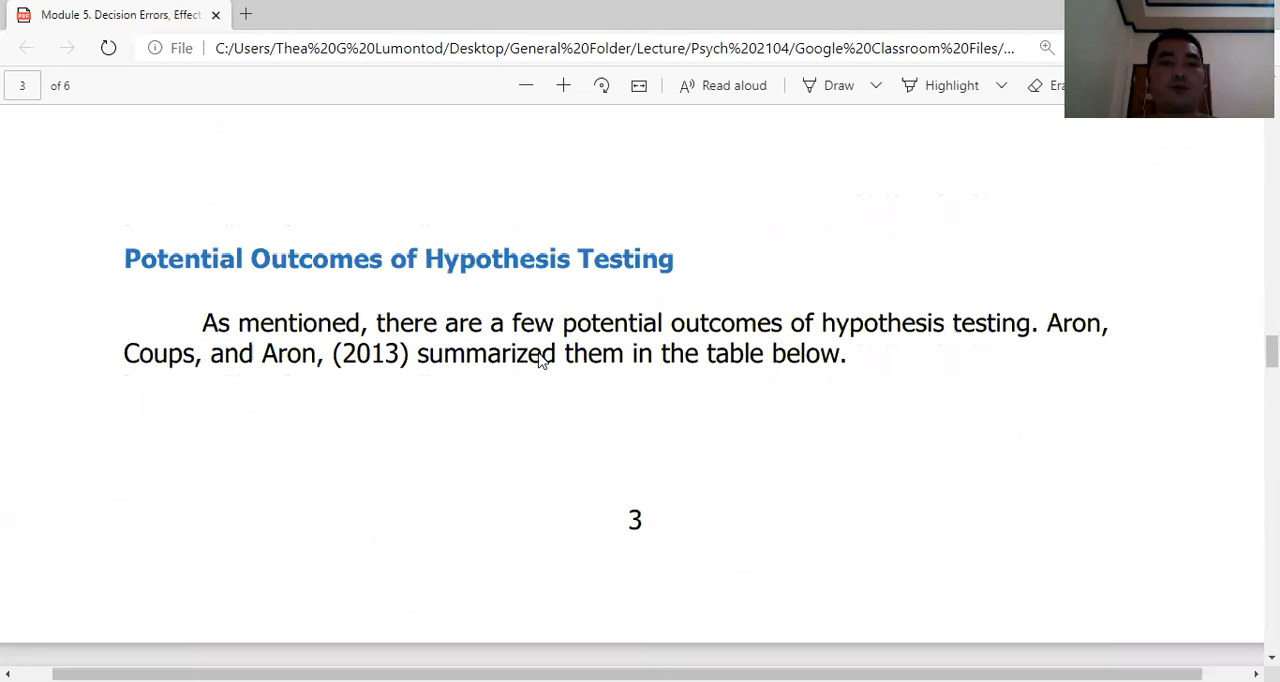 Module 5. Decision Errors, Effect
File
C:/Users/Thea%20G%20Lumontod/Desktop/General%20Folder/Lecture/Psych%202104/Google%20Classroom%20Files/...
3 of 6
Read aloud
Draw
Highlight
Era
Potential Outcomes of Hypothesis Testing
As mentioned, there are a few potential outcomes of hypothesis testing. Aron,
Coups, and Aron, (2013) summarized them in the table below.
3